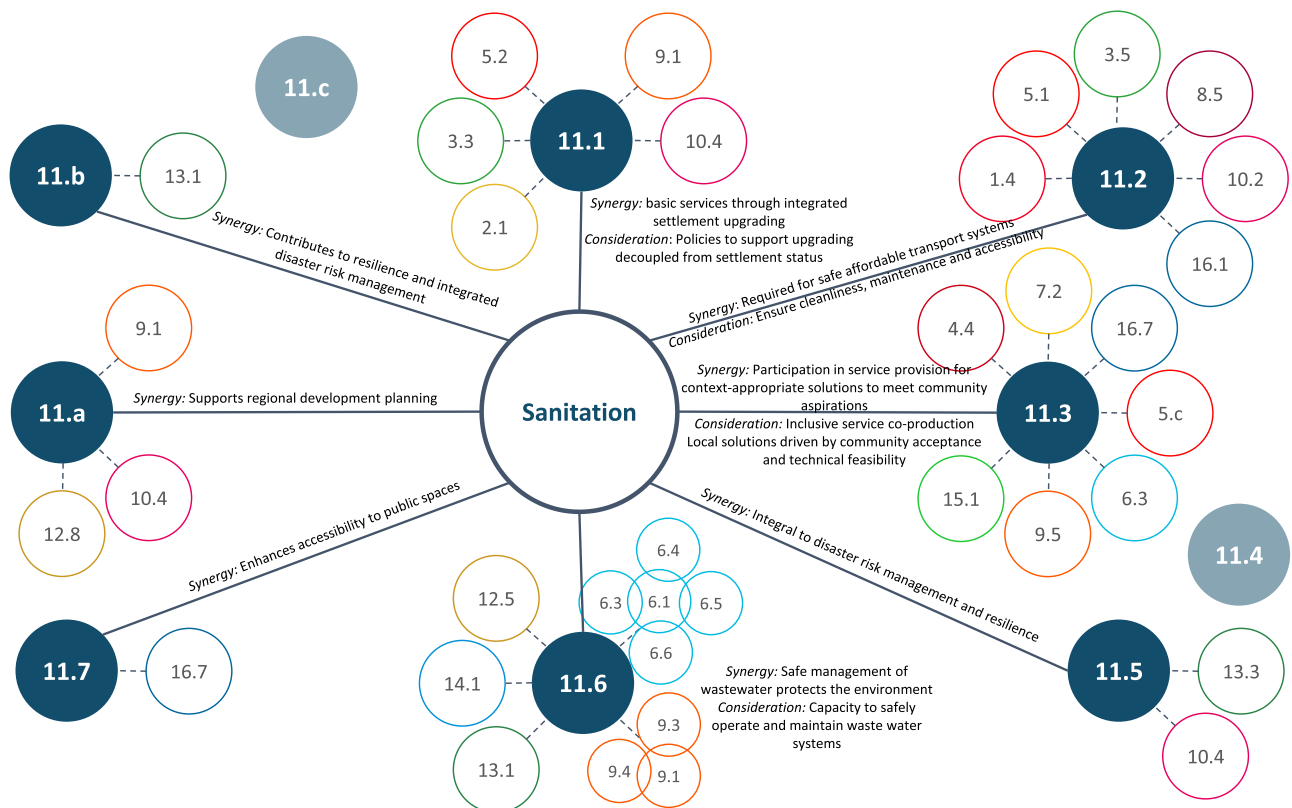 11.c
5.2
9.1
3.3
11.1
10.4
2.1
Synergy: basic services through integrated
settlement upgrading
Consideration: Policies to support upgrading
decoupled from settlement status
3.5
5.1
8.5
1.4
11.2
10.2
16.1
Synergy: Required for safe affordable transport systems
Consideration: Ensure cleanliness, maintenance and accessibility
11.b
13.1
Synergy: Contributes to resilience and integrated
disaster risk management
9.1
11.a
Synergy: Supports regional development planning
10.4
12.8
Sanitation
7.2
4.4
16.7
Synergy: Participation in service provision for
context-appropriate solutions to meet community
aspirations
Consideration: Inclusive service co-production
Local solutions driven by community acceptance
and technical feasibility
11.3
5.c
15.1
9.5
6.3
11.4
Synergy: Enhances accessibility to public spaces
11.7
16.7
6.4
12.5
6.3
6.1
6.5
6.6
14.1
11.6
13.1
9.3
9.4
9.1
Synergy: Safe management of
wastewater protects the environment
Consideration: Capacity to safely
operate and maintain waste water
systems
Synergy: Integral to disaster risk management and resilience
11.5
13.3
10.4